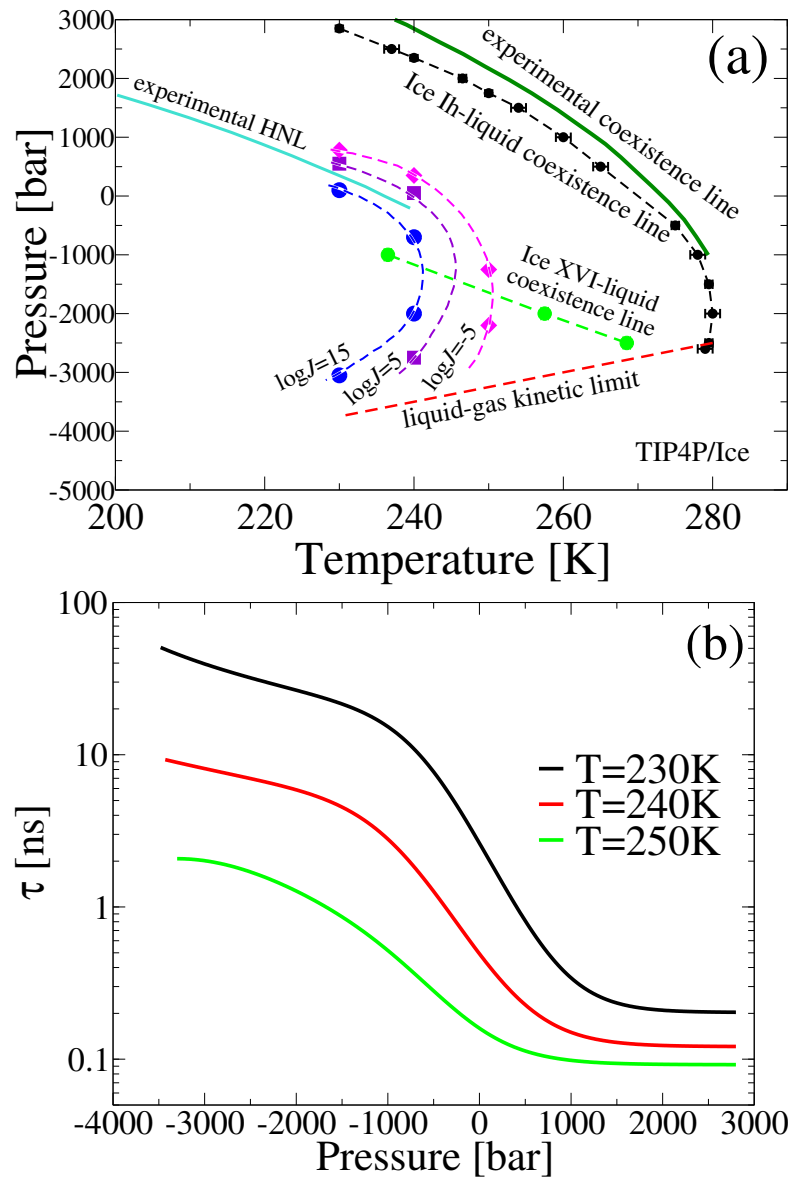 (a)
3000
2000
1000
0
-1000
-2000
-3000
-4000
-5000
Pressure [bar]
experimental HNL
experimental coexistence line
Ice Ih-liquid coexistence line
Ice XVI-liquid
coexistence line
logJ=15
logJ=5
logJ=-5
liquid-gas kinetic limit
TIP4P/Ice
200 220 240 260 280
Temperature [K]
(b)
100
10
1
0.1
τ [ns]
T=230K
T=240K
T=250K
-4000 -3000 -2000 -1000 0 1000 2000 3000
Pressure [bar]